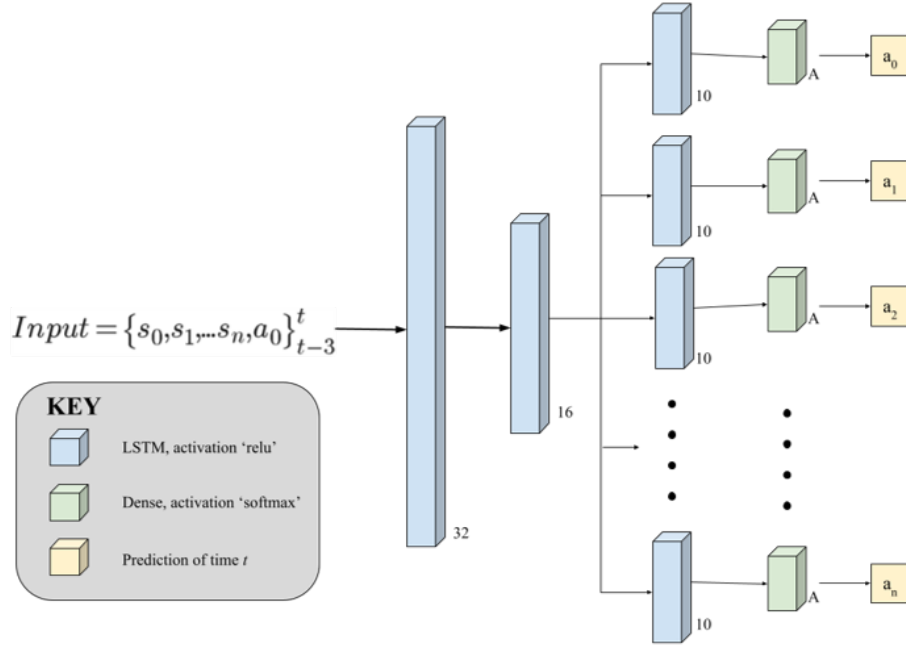 a₀
A
10
a₁
A
10
a₂
A
10
Input = {s₀,s₁,...sₙ,a₀}ᵗₜ₋₃
16
KEY
LSTM, activation ‘relu’
Dense, activation ‘softmax’
32
Prediction of time t
aₙ
A
10